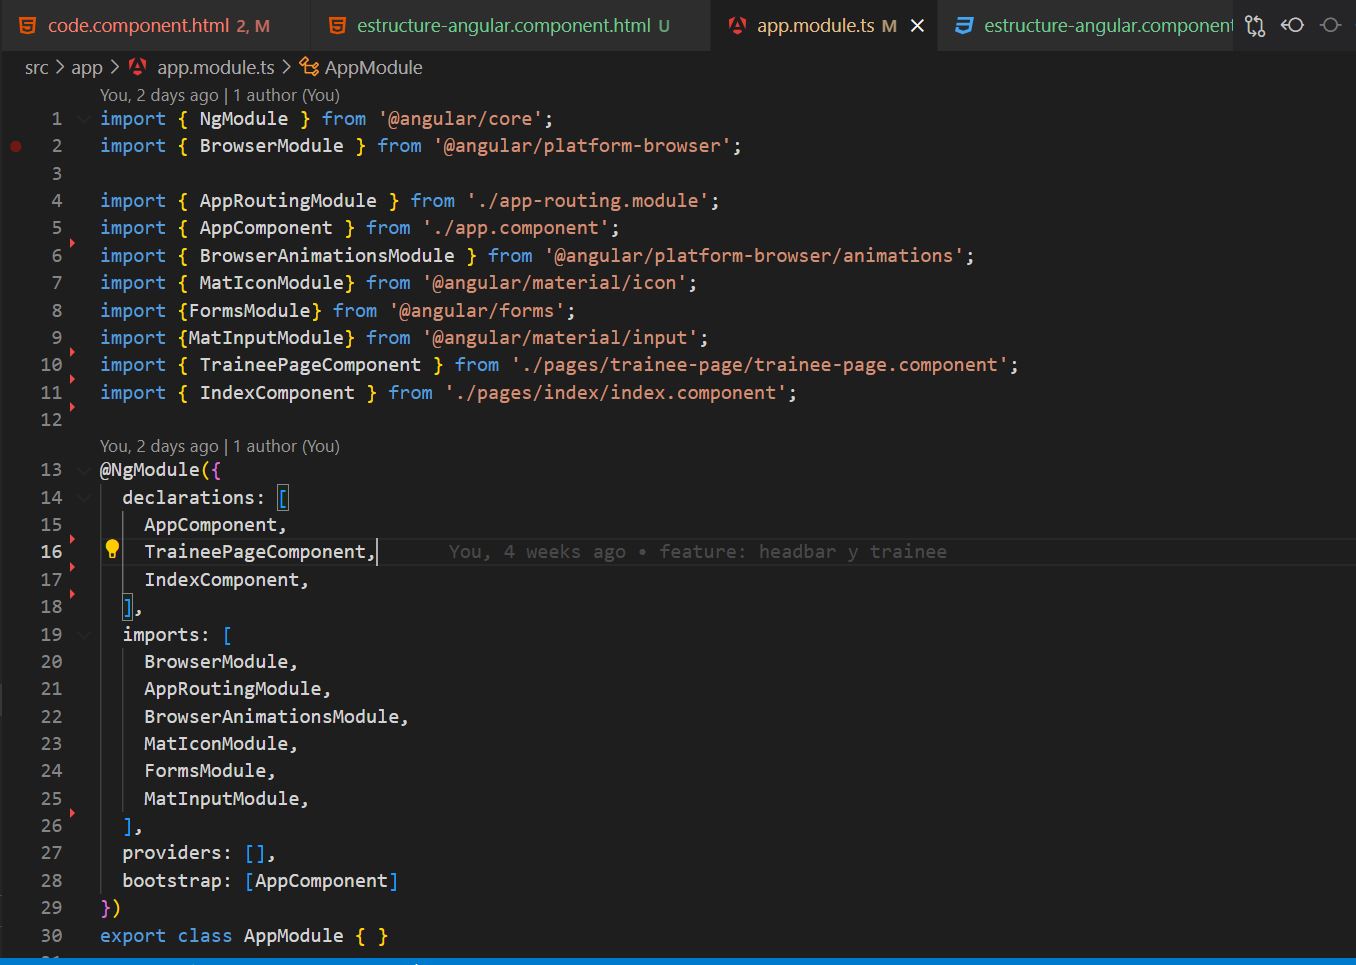 code.component.html 2, M estructure-angular.component.html U app.module.ts M estructure-angular.component
src > app > app.module.ts > AppModule
You, 2 days ago | 1 author (You)
1 import { NgModule } from '@angular/core';
2 import { BrowserModule } from '@angular/platform-browser';
3
4 import { AppRoutingModule } from './app-routing.module';
5 import { AppComponent } from './app.component';
6 import { BrowserAnimationsModule } from '@angular/platform-browser/animations';
7 import { MatIconModule} from '@angular/material/icon';
8 import {FormsModule} from '@angular/forms';
9 import {MatInputModule} from '@angular/material/input';
10 import { TraineePageComponent } from './pages/trainee-page/trainee-page.component';
11 import { IndexComponent } from './pages/index/index.component';
12
You, 2 days ago | 1 author (You)
13 @NgModule({
14 declarations: [
15 AppComponent,
16 TraineePageComponent, You, 4 weeks ago • feature: headbar y trainee
17 IndexComponent,
18 ],
19 imports: [
20 BrowserModule,
21 AppRoutingModule,
22 BrowserAnimationsModule,
23 MatIconModule,
24 FormsModule,
25 MatInputModule,
26 ],
27 providers: [],
28 bootstrap: [AppComponent]
29 })
30 export class AppModule { }